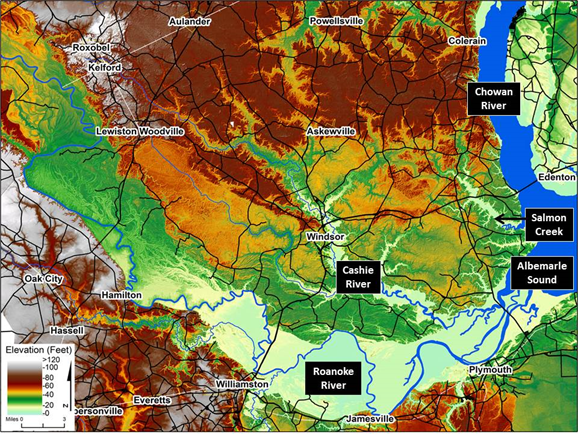 Aulander
Powellsville
Colerain
Roxobel
Kelford
Chowan
River
Lewiston Woodville
Askewville
Edenton
Salmon
Creek
Windsor
Albemarle
Sound
Cashie
River
Oak City
Hamilton
Hassell
Elevation (Feet)
>120
100
80
60
40
20
0
Miles 0 3
N
Roanoke
River
Williamston
Plymouth
Everetts
persornville
Jamesville